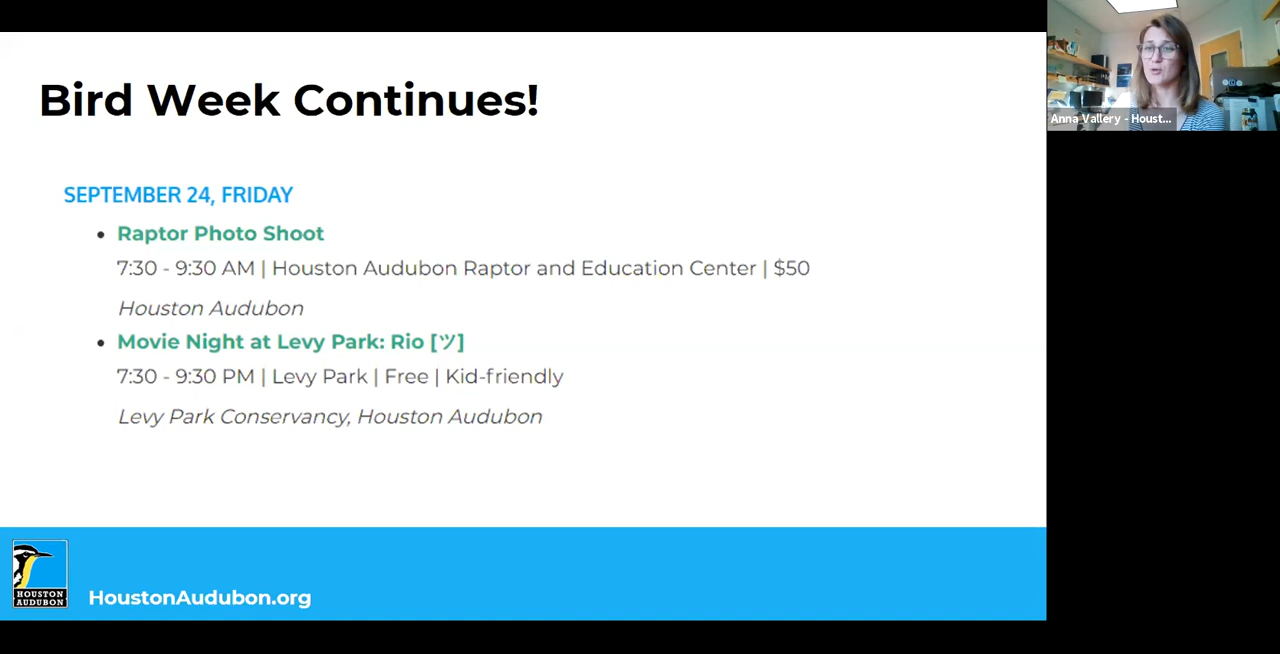 Bird Week Continues!
SEPTEMBER 24, FRIDAY
• Raptor Photo Shoot
7:30 - 9:30 AM | Houston Audubon Raptor and Education Center | $50
Houston Audubon
• Movie Night at Levy Park: Rio [ツ]
7:30 - 9:30 PM | Levy Park | Free | Kid-friendly
Levy Park Conservancy, Houston Audubon
HOUSTON
AUDUBON
HoustonAudubon.org
Anna Vallery - Houst...